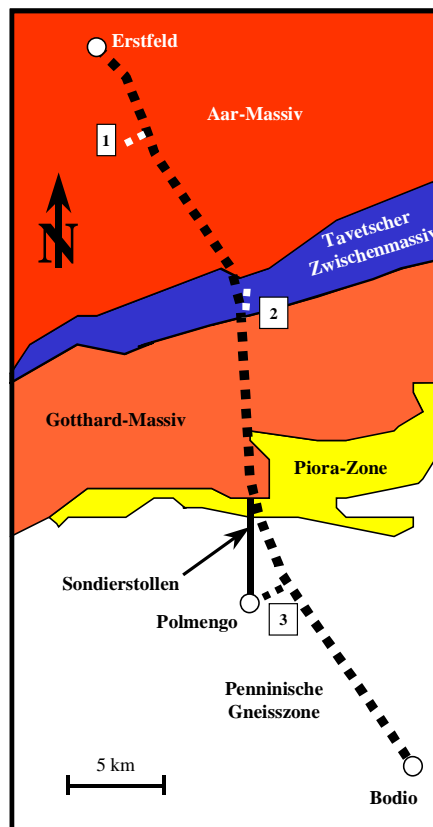 Erstfeld
Aar-Massiv
1
N
Tavetscher
Zwischenmassiv
2
Gotthard-Massiv
Piora-Zone
Sondierstollen
Polmengo
3
Penninische
Gneisszone
5 km
Bodio